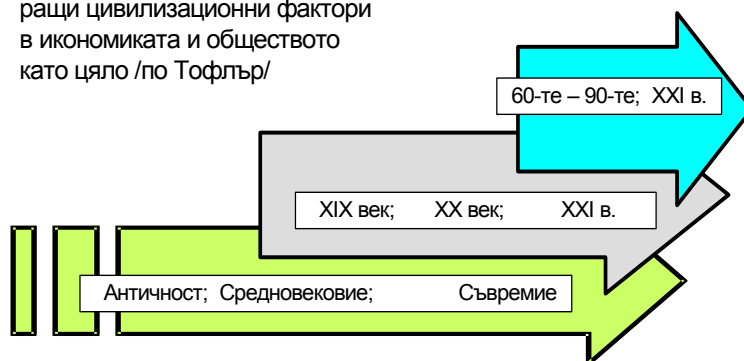 ращи цивилизационни фактори
в икономиката и обществото
като цяло /по Тофлър/
60-те – 90-те; XXI в.
XIX век; XX век; XXI в.
Античност; Средновековие; Съвремие